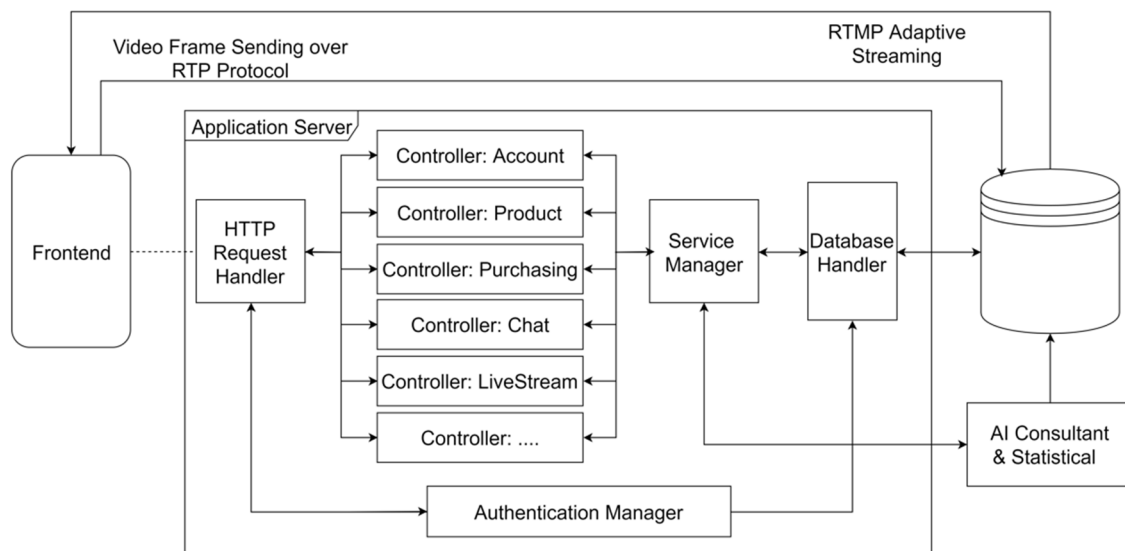 Video Frame Sending over
RTP Protocol
RTMP Adaptive
Streaming
Application Server
Frontend
HTTP
Request
Handler
Controller: Account
Controller: Product
Controller: Purchasing
Controller: Chat
Controller: LiveStream
Controller: ....
Service
Manager
Database
Handler
AI Consultant
& Statistical
Authentication Manager